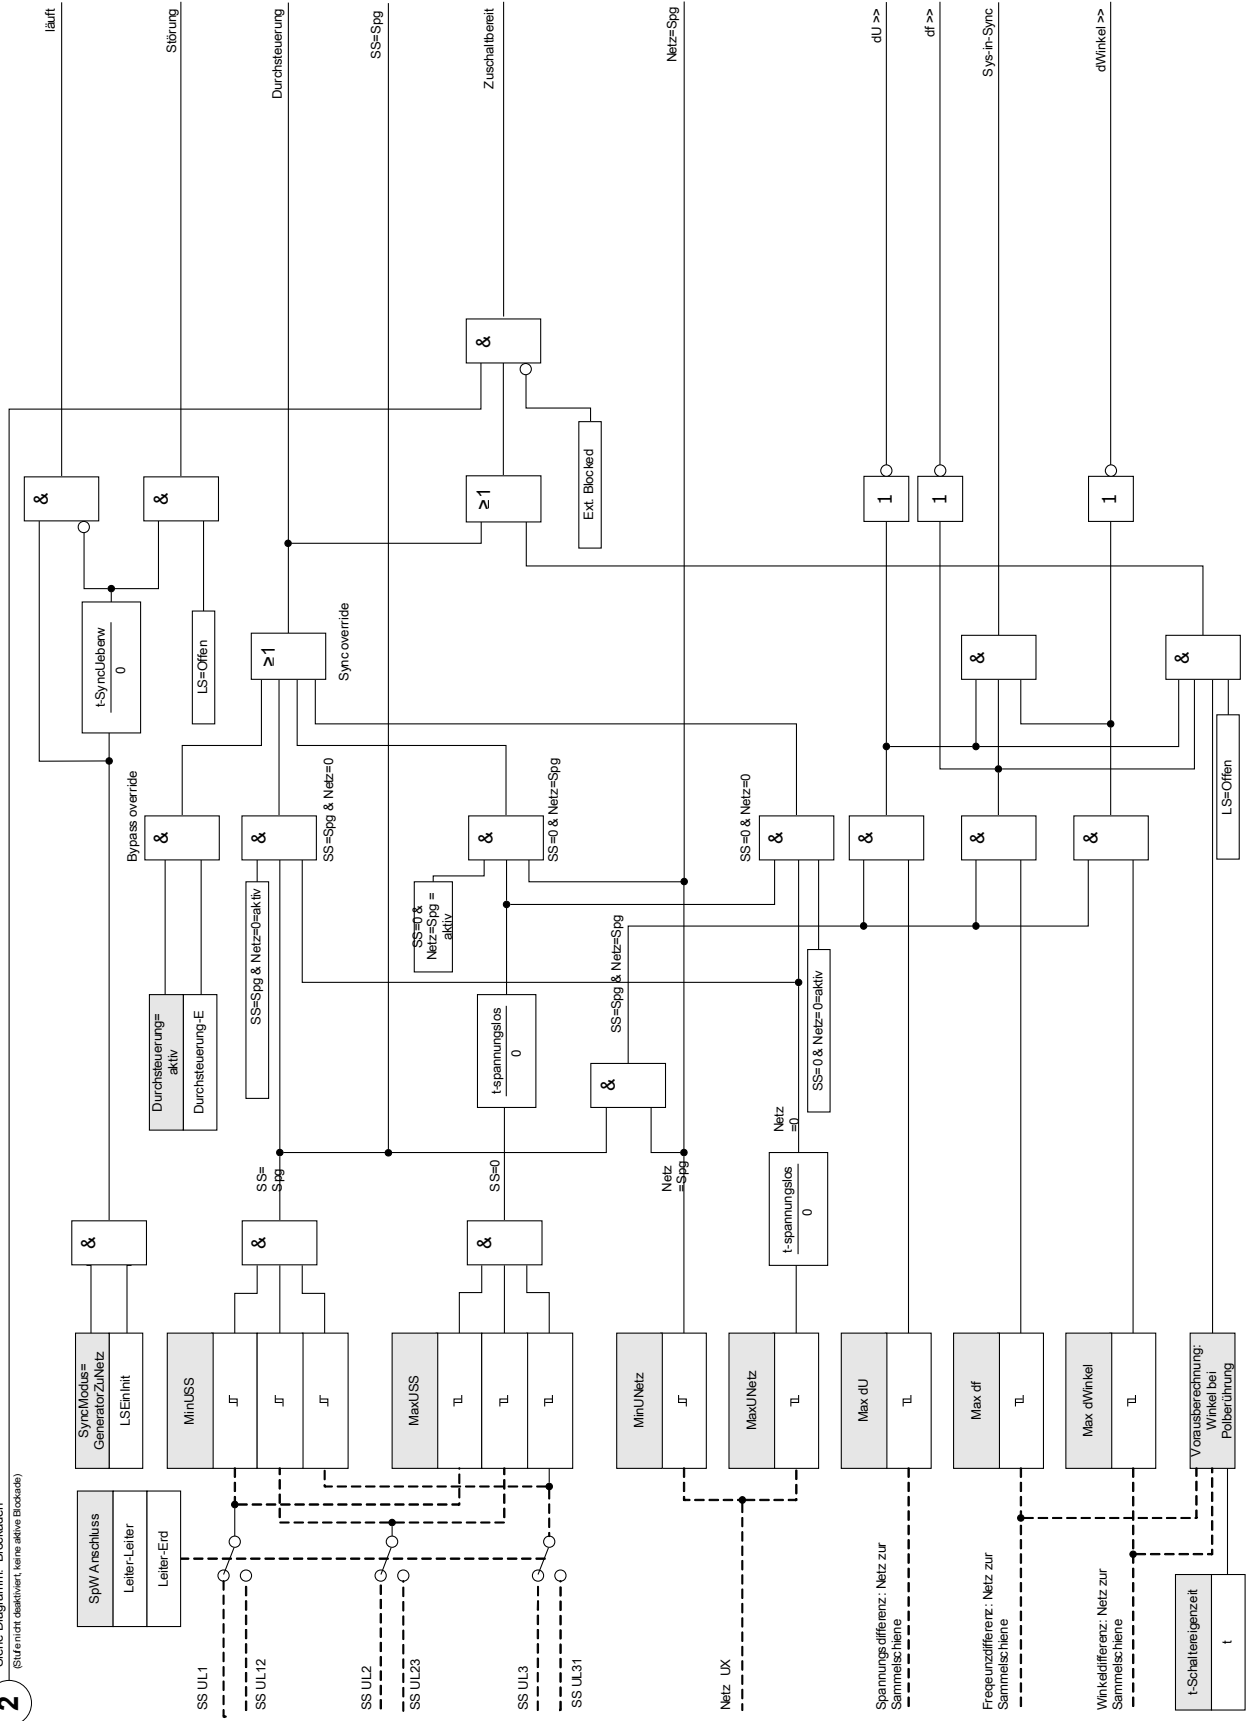 2
(Stufe nicht deaktiviert, keine aktive Blockade)
SpW Anschluss
Leiter-Leiter
Leiter-Erd
SS UL1
SS UL12
SS UL2
SS UL23
SS UL3
SS UL31
Netz UX
Spannungsdifferenz: Netz zur
Sammelschiene
Freqeunzdifferenz: Netz zur
Sammelschiene
Winkeldifferenz: Netz zur
Sammelschiene
t-Schaltereigenzeit
t
SyncModus=
GeneratorZuNetz
LSEinInit
MinUSS
MaxUSS
MinUNetz
MaxUNetz
Max dU
Max df
Max dWinkel
Vorausberechnung:
Winkel bei
Polberührung
&
&
&
SS=
Spg
SS=0
Netz
=Spg
t-spannungslos
0
Netz
=0
Durchsteuerung=
aktiv
Durchsteuerung-E
SS=Spg & Netz=0=aktiv
t-spannungslos
0
&
SS=Spg & Netz=Spg
SS=0 &
Netz=Spg =
aktiv
SS=0 & Netz=0=aktiv
Bypass override
&
&
SS=Spg & Netz=0
&
SS=0 & Netz=Spg
&
SS=0 & Netz=0
&
&
&
LS=Offen
t-SyncUeberw
0
LS=Offen
≥1
Sync override
&
&
&
&
≥1
Ext. Blocked
1
1
1
&
läuft
Störung
Durchsteuerung
SS=Spg
Zuschaltbereit
Netz=Spg
dU >>
df >>
Sys-in-Sync
dWinkel >>